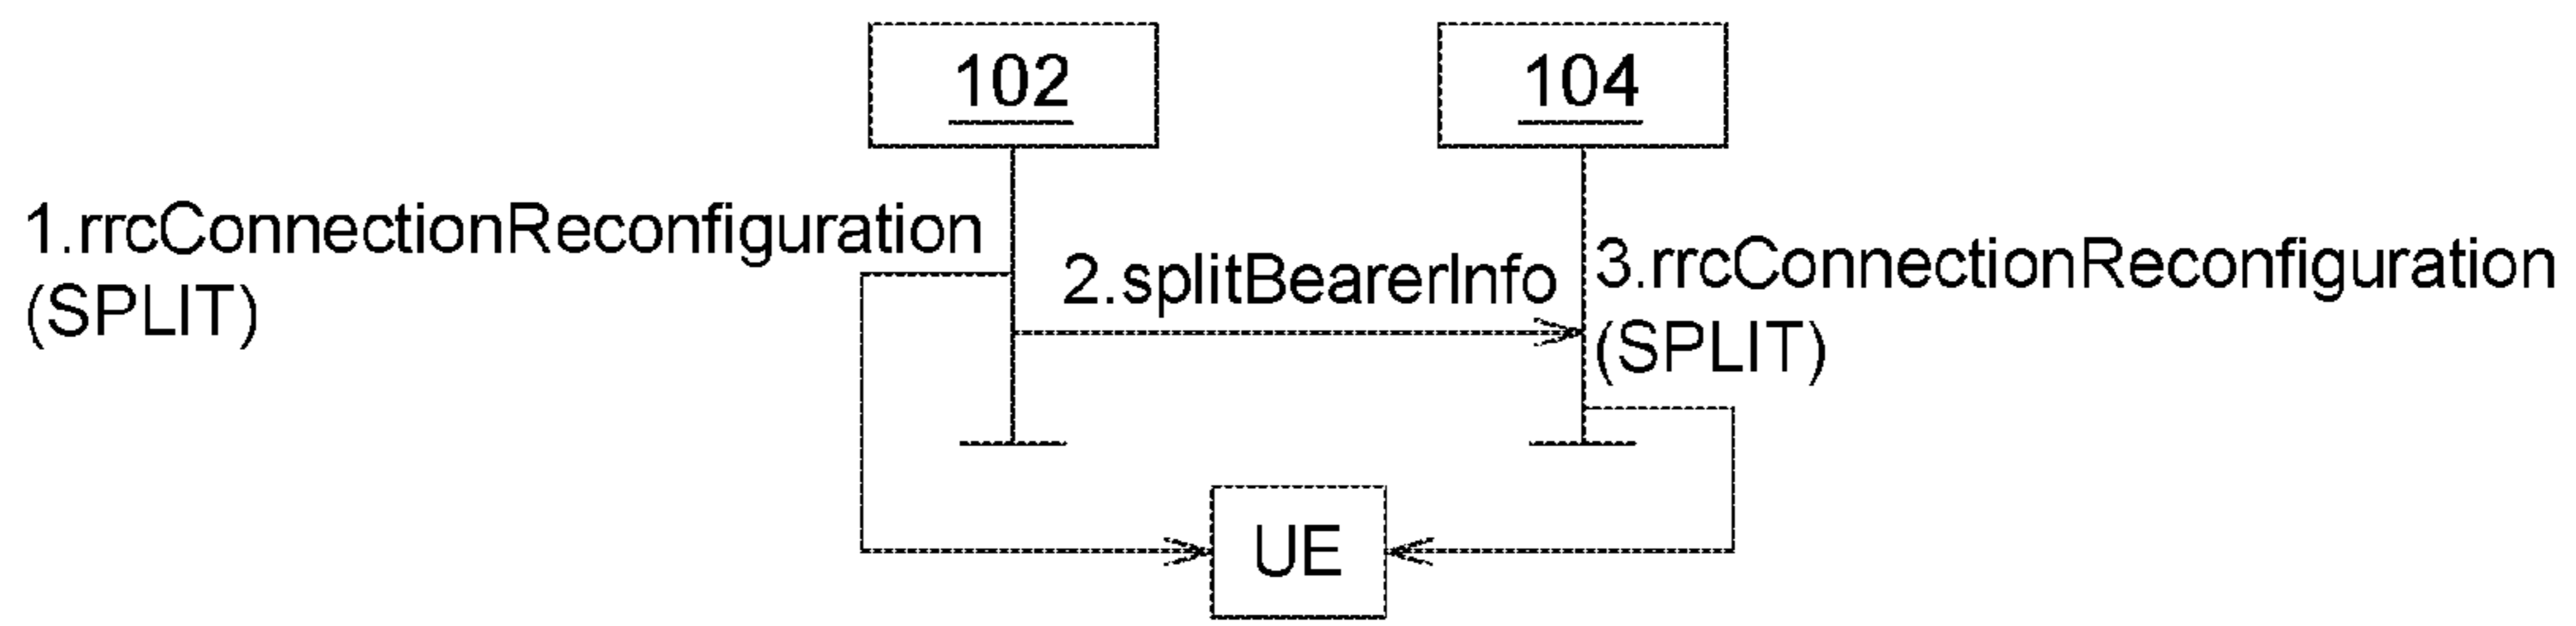 102
104
1.rrcConnectionReconfiguration
(SPLIT)
2.splitBearerInfo
3.rrcConnectionReconfiguration
(SPLIT)
UE